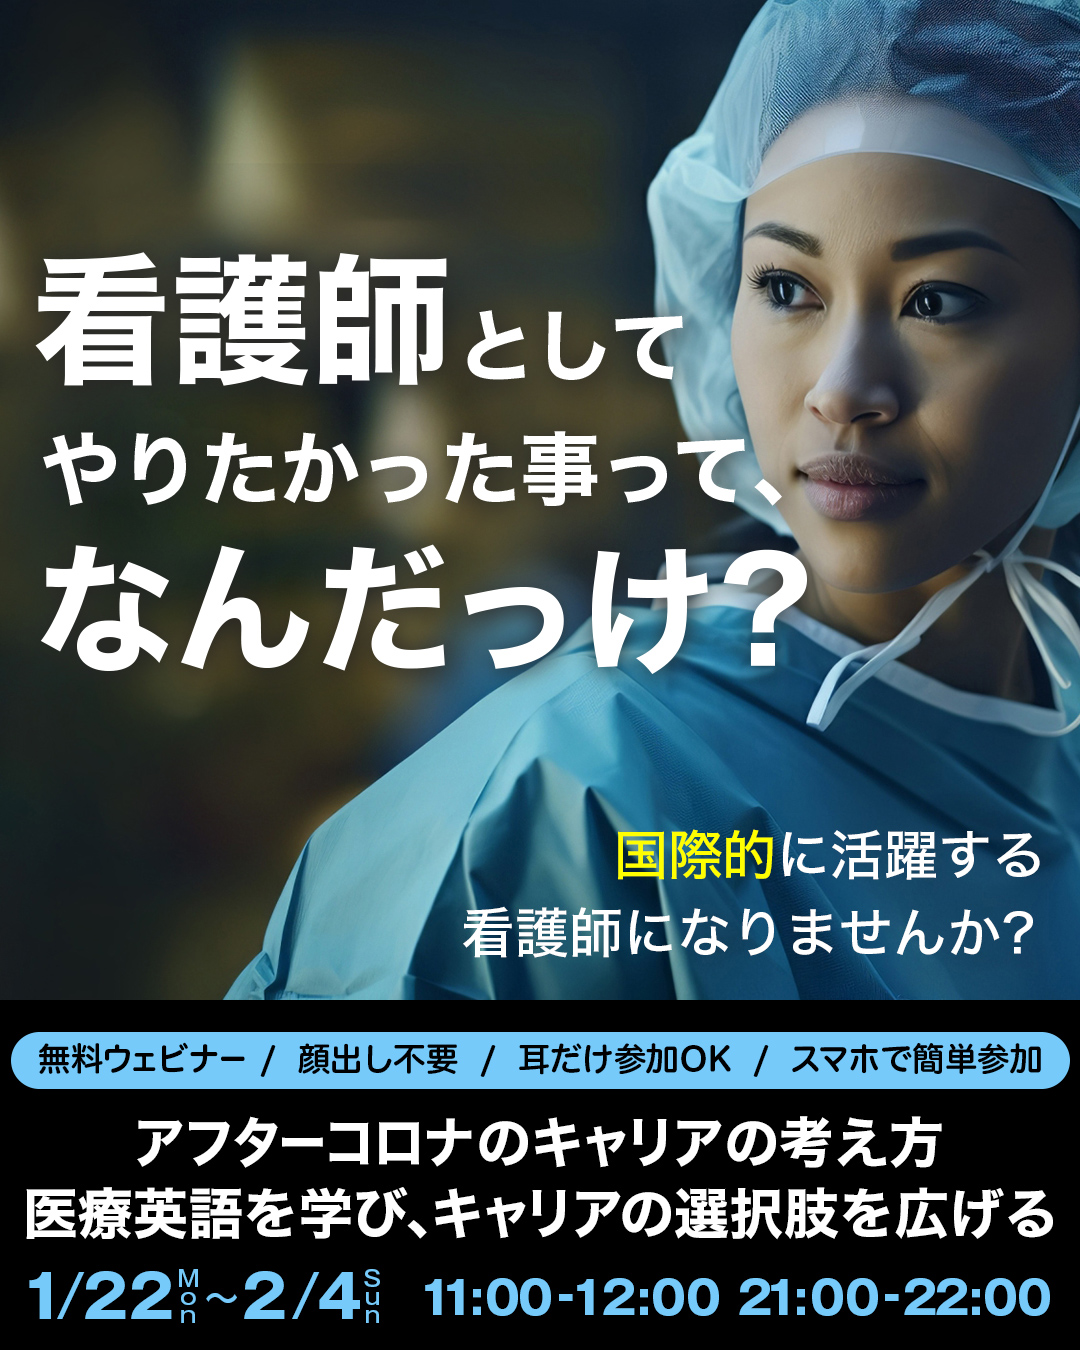 看護師として
やりたかった事って、
なんだっけ?
国際的に活躍する
看護師になりませんか?
無料ウェビナー / 顔出し不要 / 耳だけ参加OK / スマホで簡単参加
アフターコロナのキャリアの考え方
医療英語を学び、キャリアの選択肢を広げる
1/22Mon～2/4Sun 11:00-12:00 21:00-22:00